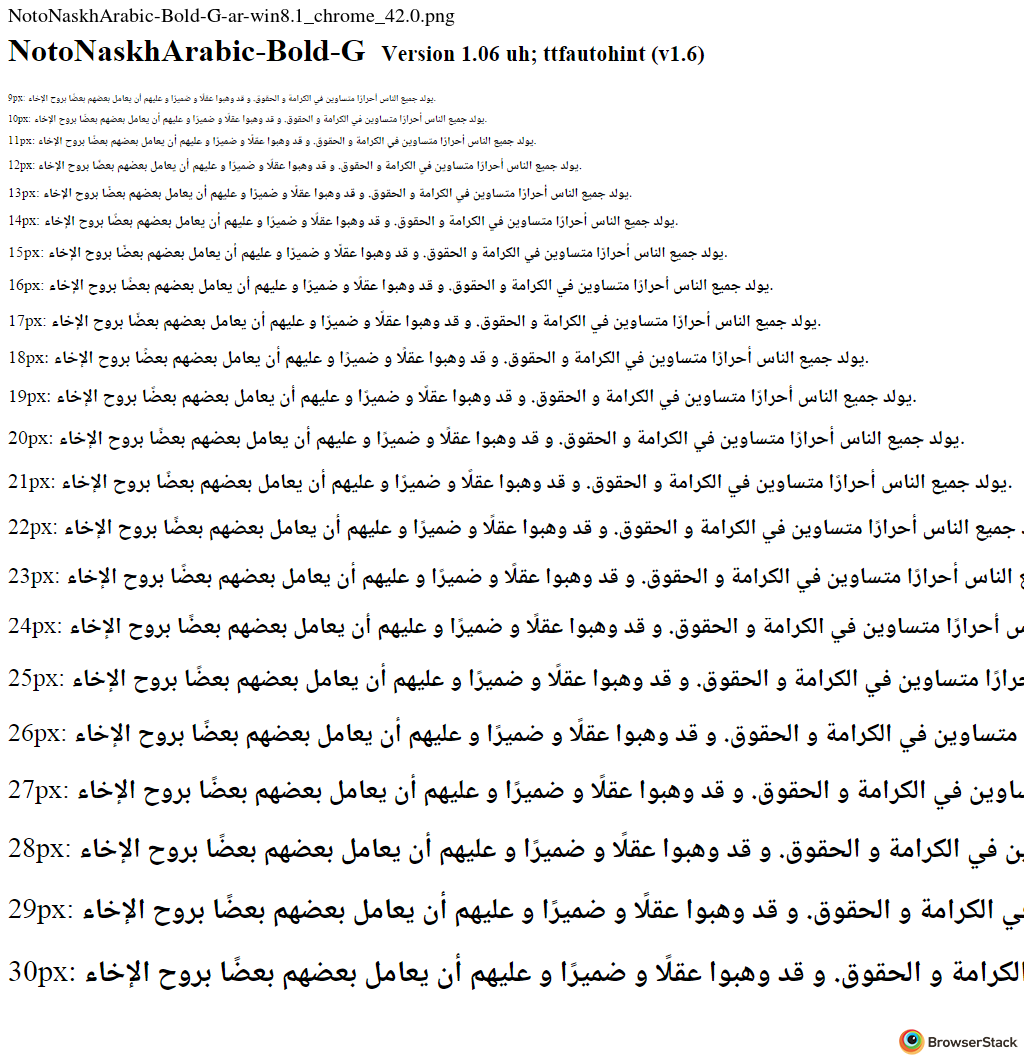 NotoNaskhArabic-Bold-G-ar-win8.1_chrome_42.0.png
NotoNaskhArabic-Bold-G Version 1.06 uh; ttfautohint (v1.6)
9px: يولد جميع الناس أحرارًا متساوين في الكرامة و الحقوق. و قد وهبوا عقلًا و ضميرًا و عليهم أن يعامل بعضهم بعضًا بروح الإخاء.
10px: يولد جميع الناس أحرارًا متساوين في الكرامة و الحقوق. و قد وهبوا عقلًا و ضميرًا و عليهم أن يعامل بعضهم بعضًا بروح الإخاء.
11px: يولد جميع الناس أحرارًا متساوين في الكرامة و الحقوق. و قد وهبوا عقلًا و ضميرًا و عليهم أن يعامل بعضهم بعضًا بروح الإخاء.
12px: يولد جميع الناس أحرارًا متساوين في الكرامة و الحقوق. و قد وهبوا عقلًا و ضميرًا و عليهم أن يعامل بعضهم بعضًا بروح الإخاء.
13px: يولد جميع الناس أحرارًا متساوين في الكرامة و الحقوق. و قد وهبوا عقلًا و ضميرًا و عليهم أن يعامل بعضهم بعضًا بروح الإخاء.
14px: يولد جميع الناس أحرارًا متساوين في الكرامة و الحقوق. و قد وهبوا عقلًا و ضميرًا و عليهم أن يعامل بعضهم بعضًا بروح الإخاء.
15px: يولد جميع الناس أحرارًا متساوين في الكرامة و الحقوق. و قد وهبوا عقلًا و ضميرًا و عليهم أن يعامل بعضهم بعضًا بروح الإخاء.
16px: يولد جميع الناس أحرارًا متساوين في الكرامة و الحقوق. و قد وهبوا عقلًا و ضميرًا و عليهم أن يعامل بعضهم بعضًا بروح الإخاء.
17px: يولد جميع الناس أحرارًا متساوين في الكرامة و الحقوق. و قد وهبوا عقلًا و ضميرًا و عليهم أن يعامل بعضهم بعضًا بروح الإخاء.
18px: يولد جميع الناس أحرارًا متساوين في الكرامة و الحقوق. و قد وهبوا عقلًا و ضميرًا و عليهم أن يعامل بعضهم بعضًا بروح الإخاء.
19px: يولد جميع الناس أحرارًا متساوين في الكرامة و الحقوق. و قد وهبوا عقلًا و ضميرًا و عليهم أن يعامل بعضهم بعضًا بروح الإخاء.
20px: يولد جميع الناس أحرارًا متساوين في الكرامة و الحقوق. و قد وهبوا عقلًا و ضميرًا و عليهم أن يعامل بعضهم بعضًا بروح الإخاء.
21px: يولد جميع الناس أحرارًا متساوين في الكرامة و الحقوق. و قد وهبوا عقلًا و ضميرًا و عليهم أن يعامل بعضهم بعضًا بروح الإخاء.
22px: جميع الناس أحرارًا متساوين في الكرامة و الحقوق. و قد وهبوا عقلًا و ضميرًا و عليهم أن يعامل بعضهم بعضًا بروح الإخاء
23px: الناس أحرارًا متساوين في الكرامة و الحقوق. و قد وهبوا عقلًا و ضميرًا و عليهم أن يعامل بعضهم بعضًا بروح الإخاء
24px: أحرارًا متساوين في الكرامة و الحقوق. و قد وهبوا عقلًا و ضميرًا و عليهم أن يعامل بعضهم بعضًا بروح الإخاء
25px: متساوين في الكرامة و الحقوق. و قد وهبوا عقلًا و ضميرًا و عليهم أن يعامل بعضهم بعضًا بروح الإخاء
26px: متساوين في الكرامة و الحقوق. و قد وهبوا عقلًا و ضميرًا و عليهم أن يعامل بعضهم بعضًا بروح الإخاء
27px: في الكرامة و الحقوق. و قد وهبوا عقلًا و ضميرًا و عليهم أن يعامل بعضهم بعضًا بروح الإخاء
28px: في الكرامة و الحقوق. و قد وهبوا عقلًا و ضميرًا و عليهم أن يعامل بعضهم بعضًا بروح الإخاء
29px: الكرامة و الحقوق. و قد وهبوا عقلًا و ضميرًا و عليهم أن يعامل بعضهم بعضًا بروح الإخاء
30px: الكرامة و الحقوق. و قد وهبوا عقلًا و ضميرًا و عليهم أن يعامل بعضهم بعضًا بروح الإخاء
BrowserStack